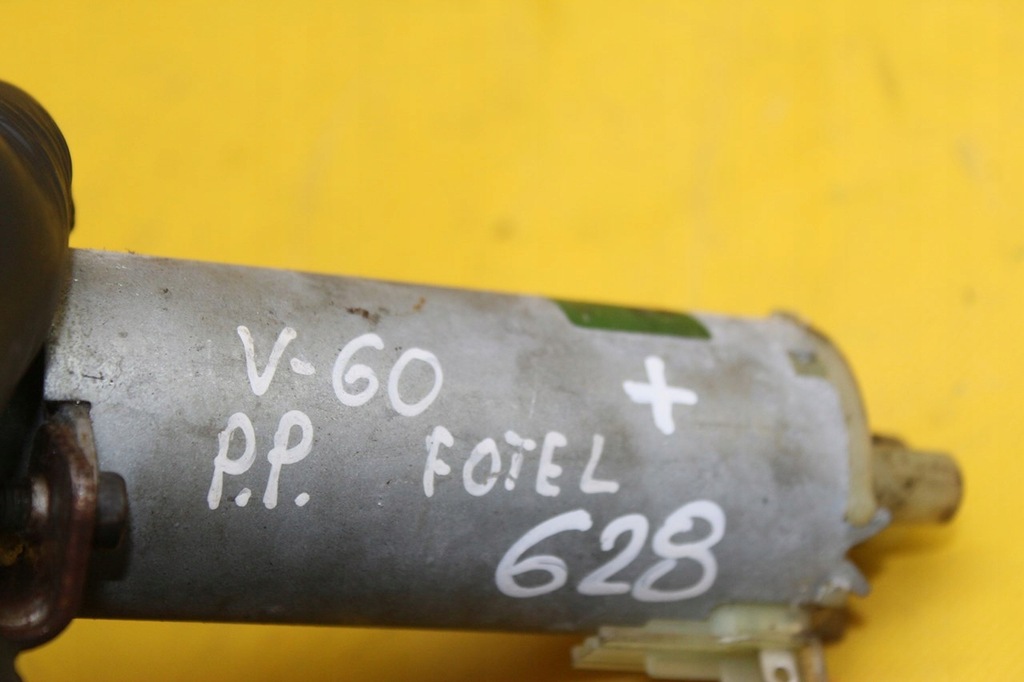 V-60 +
P.P. FOTEL
628